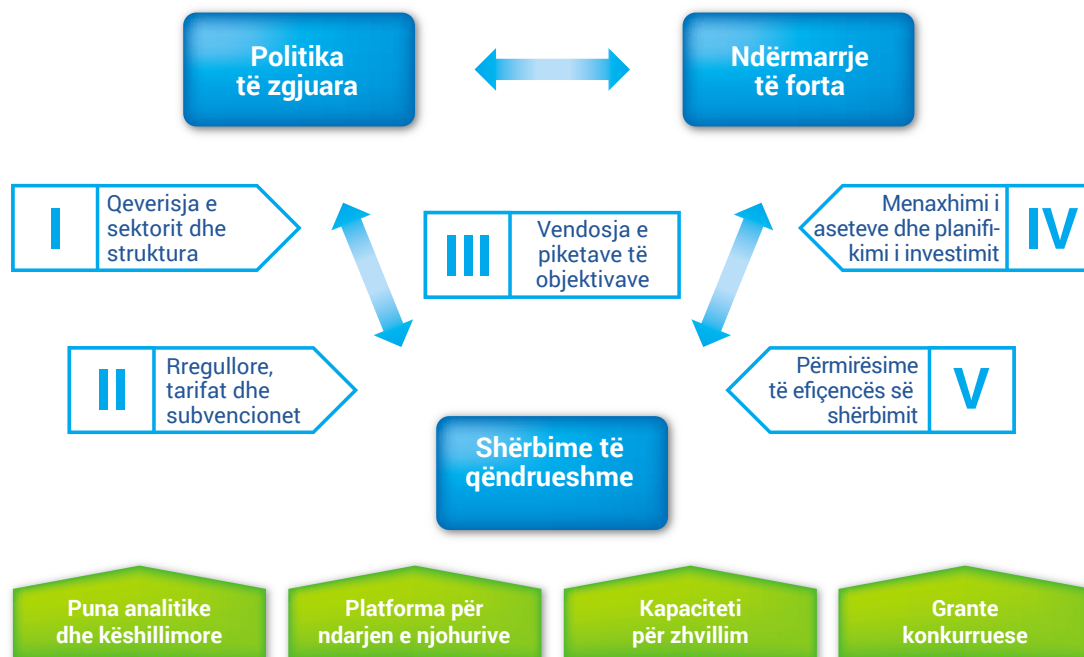 Politika
të zgjuara
Ndërmarrje
të forta
I
Qeverisja e
sektorit dhe
struktura
III
Vendosja e
piketave të
objektivave
Menaxhimi i
aseteve dhe planifi-
kimi i investimit
IV
II
Rregullore,
tarifat dhe
subvencionet
Përmirësime
të efiçencës së
shërbimit
V
Shërbime të
qëndrueshme
Puna analitike
dhe këshillimore
Platforma për
ndarjen e njohurive
Kapaciteti
për zhvillim
Grante
konkurruese